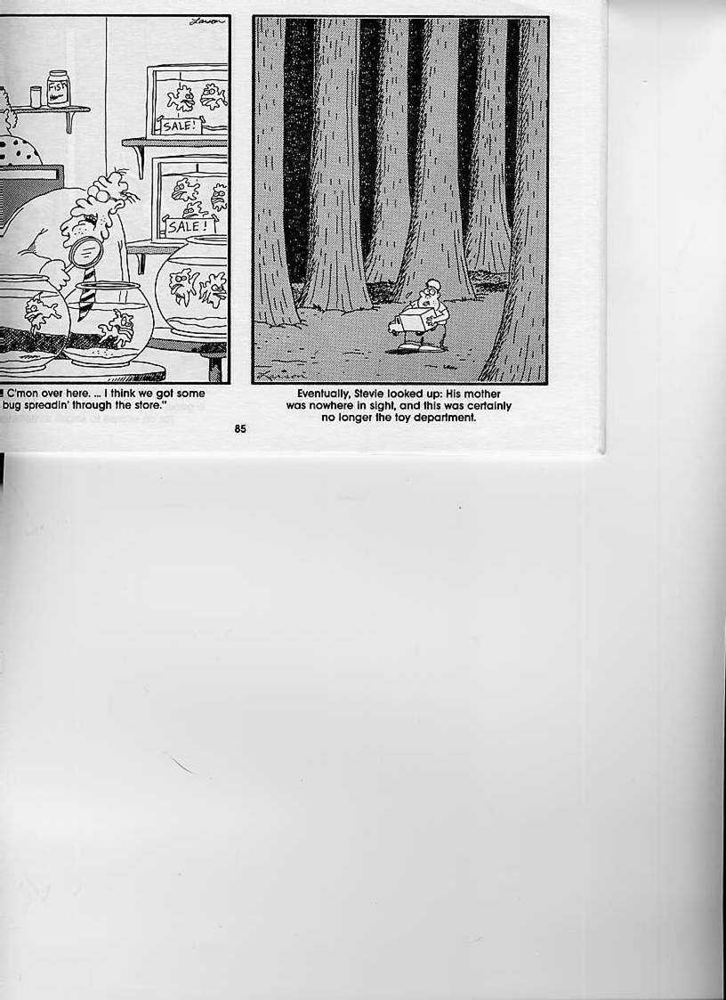 Larson
FISH
SALE!
SALE!
! C'mon over here. ... I think we got some
bug spreadin' through the store."
Larson
Eventually, Stevie looked up: His mother
was nowhere in sight, and this was certainly
no longer the toy department.
85